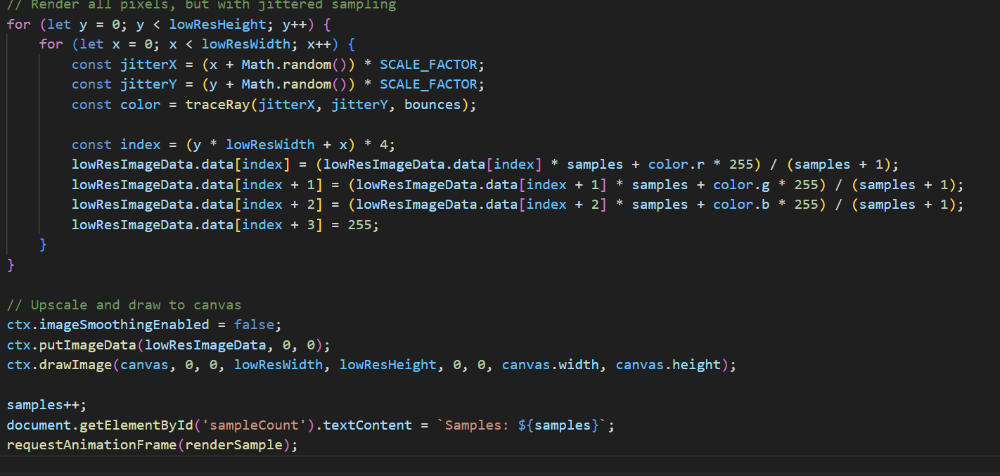 // Render all pixels, but with jittered sampling
for (let y = 0; y < lowResHeight; y++) {
    for (let x = 0; x < lowResWidth; x++) {
        const jitterX = (x + Math.random()) * SCALE_FACTOR;
        const jitterY = (y + Math.random()) * SCALE_FACTOR;
        const color = traceRay(jitterX, jitterY, bounces);

        const index = (y * lowResWidth + x) * 4;
        lowResImageData.data[index] = (lowResImageData.data[index] * samples + color.r * 255) / (samples + 1);
        lowResImageData.data[index + 1] = (lowResImageData.data[index + 1] * samples + color.g * 255) / (samples + 1);
        lowResImageData.data[index + 2] = (lowResImageData.data[index + 2] * samples + color.b * 255) / (samples + 1);
        lowResImageData.data[index + 3] = 255;
    }
}

// Upscale and draw to canvas
ctx.imageSmoothingEnabled = false;
ctx.putImageData(lowResImageData, 0, 0);
ctx.drawImage(canvas, 0, 0, lowResWidth, lowResHeight, 0, 0, canvas.width, canvas.height);

samples++;
document.getElementById('sampleCount').textContent = `Samples: ${samples}`;
requestAnimationFrame(renderSample);